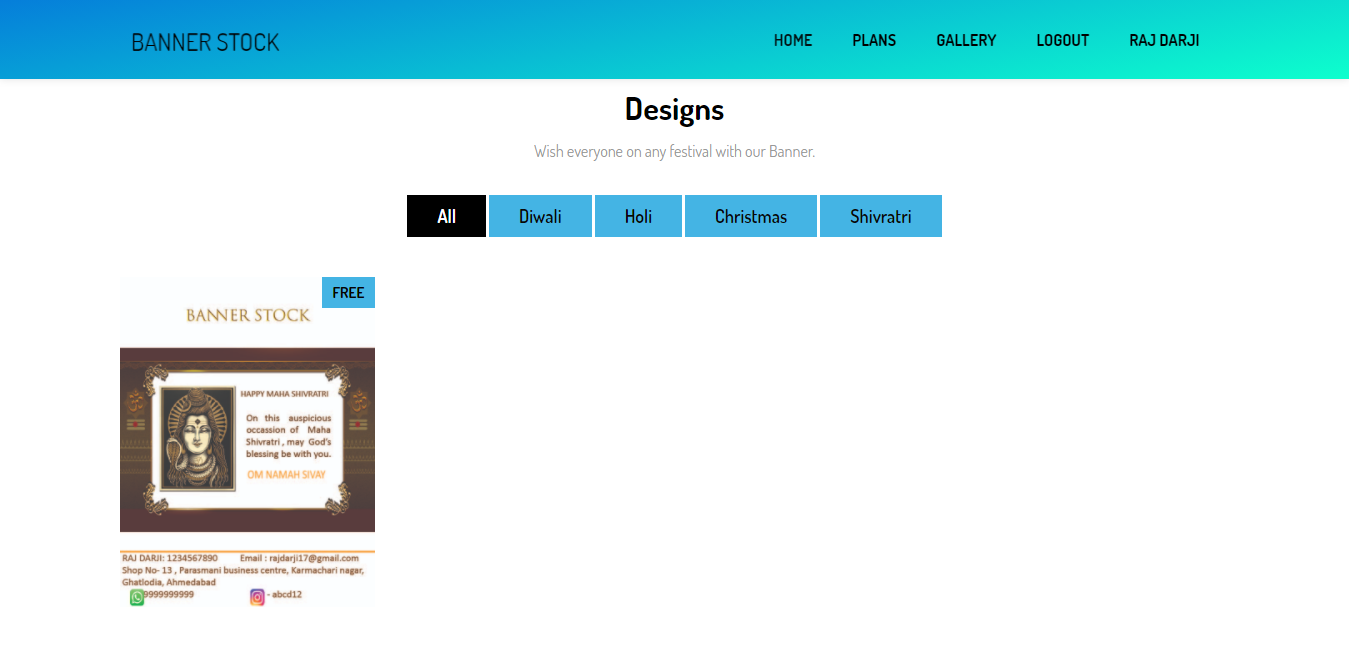 BANNER STOCK
HOME PLANS GALLERY LOGOUT RAJ DARJI
Designs
Wish everyone on any festival with our Banner.
All Diwali Holi Christmas Shivratri
FREE
BANNER STOCK
HAPPY MAHA SHIVRATRI
On this auspicious
occassion of Maha
Shivratri , may God's
blessing be with you.
OM NAMAH SIVAY
RAJ DARJI: 1234567890 Email : rajdarji17@gmail.com
Shop No- 13 , Parasmani business centre, Karmachari nagar,
Ghatlodia, Ahmedabad
9999999999 - abcd12